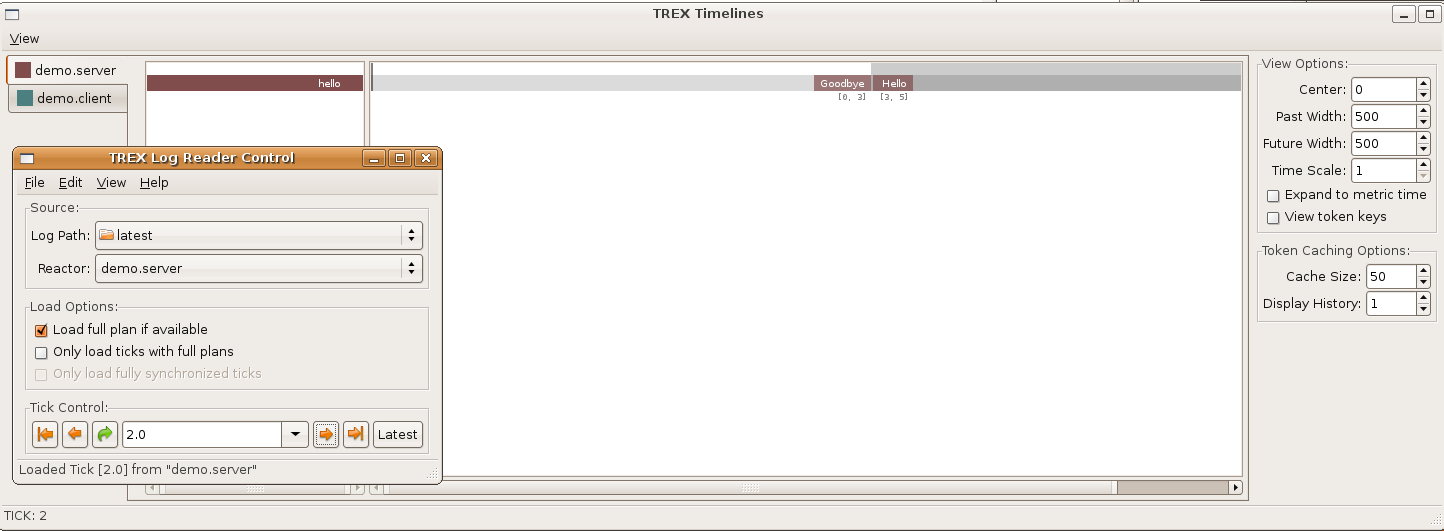 TREX Timelines
View
demo.server
demo.client
hello
Goodbye Hello
[0, 3] [3, 5]
View Options:
Center: 0
Past Width: 500
Future Width: 500
Time Scale: 1
Expand to metric time
View token keys
Token Caching Options:
Cache Size: 50
Display History: 1
TREX Log Reader Control
File Edit View Help
Source:
Log Path: latest
Reactor: demo.server
Load Options:
Load full plan if available
Only load ticks with full plans
Only load fully synchronized ticks
Tick Control:
2.0 Latest
Loaded Tick [2.0] from "demo.server"
TICK: 2